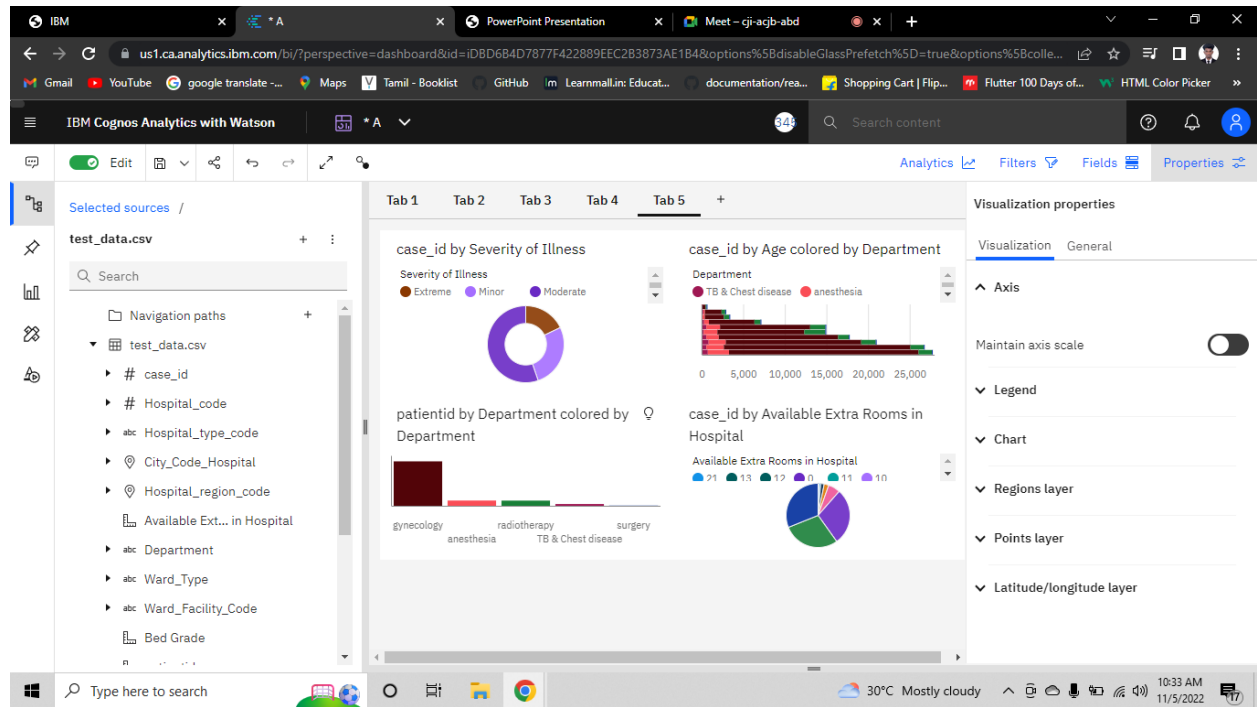 IBM
* A
PowerPoint Presentation
Meet – cji-acjb-abd
us1.ca.analytics.ibm.com/bi/?perspective=dashboard&id=iDBD6B4D7877F422889EEC2B3873AE1B4&options%5BdisableGlassPrefetch%5D=true&options%5Bcolle...
Gmail
YouTube
google translate -...
Maps
Tamil - Booklist
GitHub
Learnmall.in: Educat...
documentation/rea...
Shopping Cart | Flip...
Flutter 100 Days of...
HTML Color Picker
»
IBM Cognos Analytics with Watson
* A
Search content
Edit
Analytics
Filters
Fields
Properties
Selected sources /
test_data.csv
Search
Navigation paths
test_data.csv
# case_id
# Hospital_code
abc Hospital_type_code
City_Code_Hospital
Hospital_region_code
Available Ext... in Hospital
abc Department
abc Ward_Type
abc Ward_Facility_Code
Bed Grade
Tab 1
Tab 2
Tab 3
Tab 4
Tab 5
+
case_id by Severity of Illness
Severity of Illness
Extreme
Minor
Moderate
case_id by Age colored by Department
Department
TB & Chest disease
anesthesia
0 5,000 10,000 15,000 20,000 25,000
patientid by Department colored by
Department
gynecology
radiotherapy
surgery
anesthesia
TB & Chest disease
case_id by Available Extra Rooms in
Hospital
Available Extra Rooms in Hospital
21 13 12 0 11 10
Visualization properties
Visualization
General
Axis
Maintain axis scale
Legend
Chart
Regions layer
Points layer
Latitude/longitude layer
Type here to search
30°C Mostly cloudy
10:33 AM
11/5/2022
17